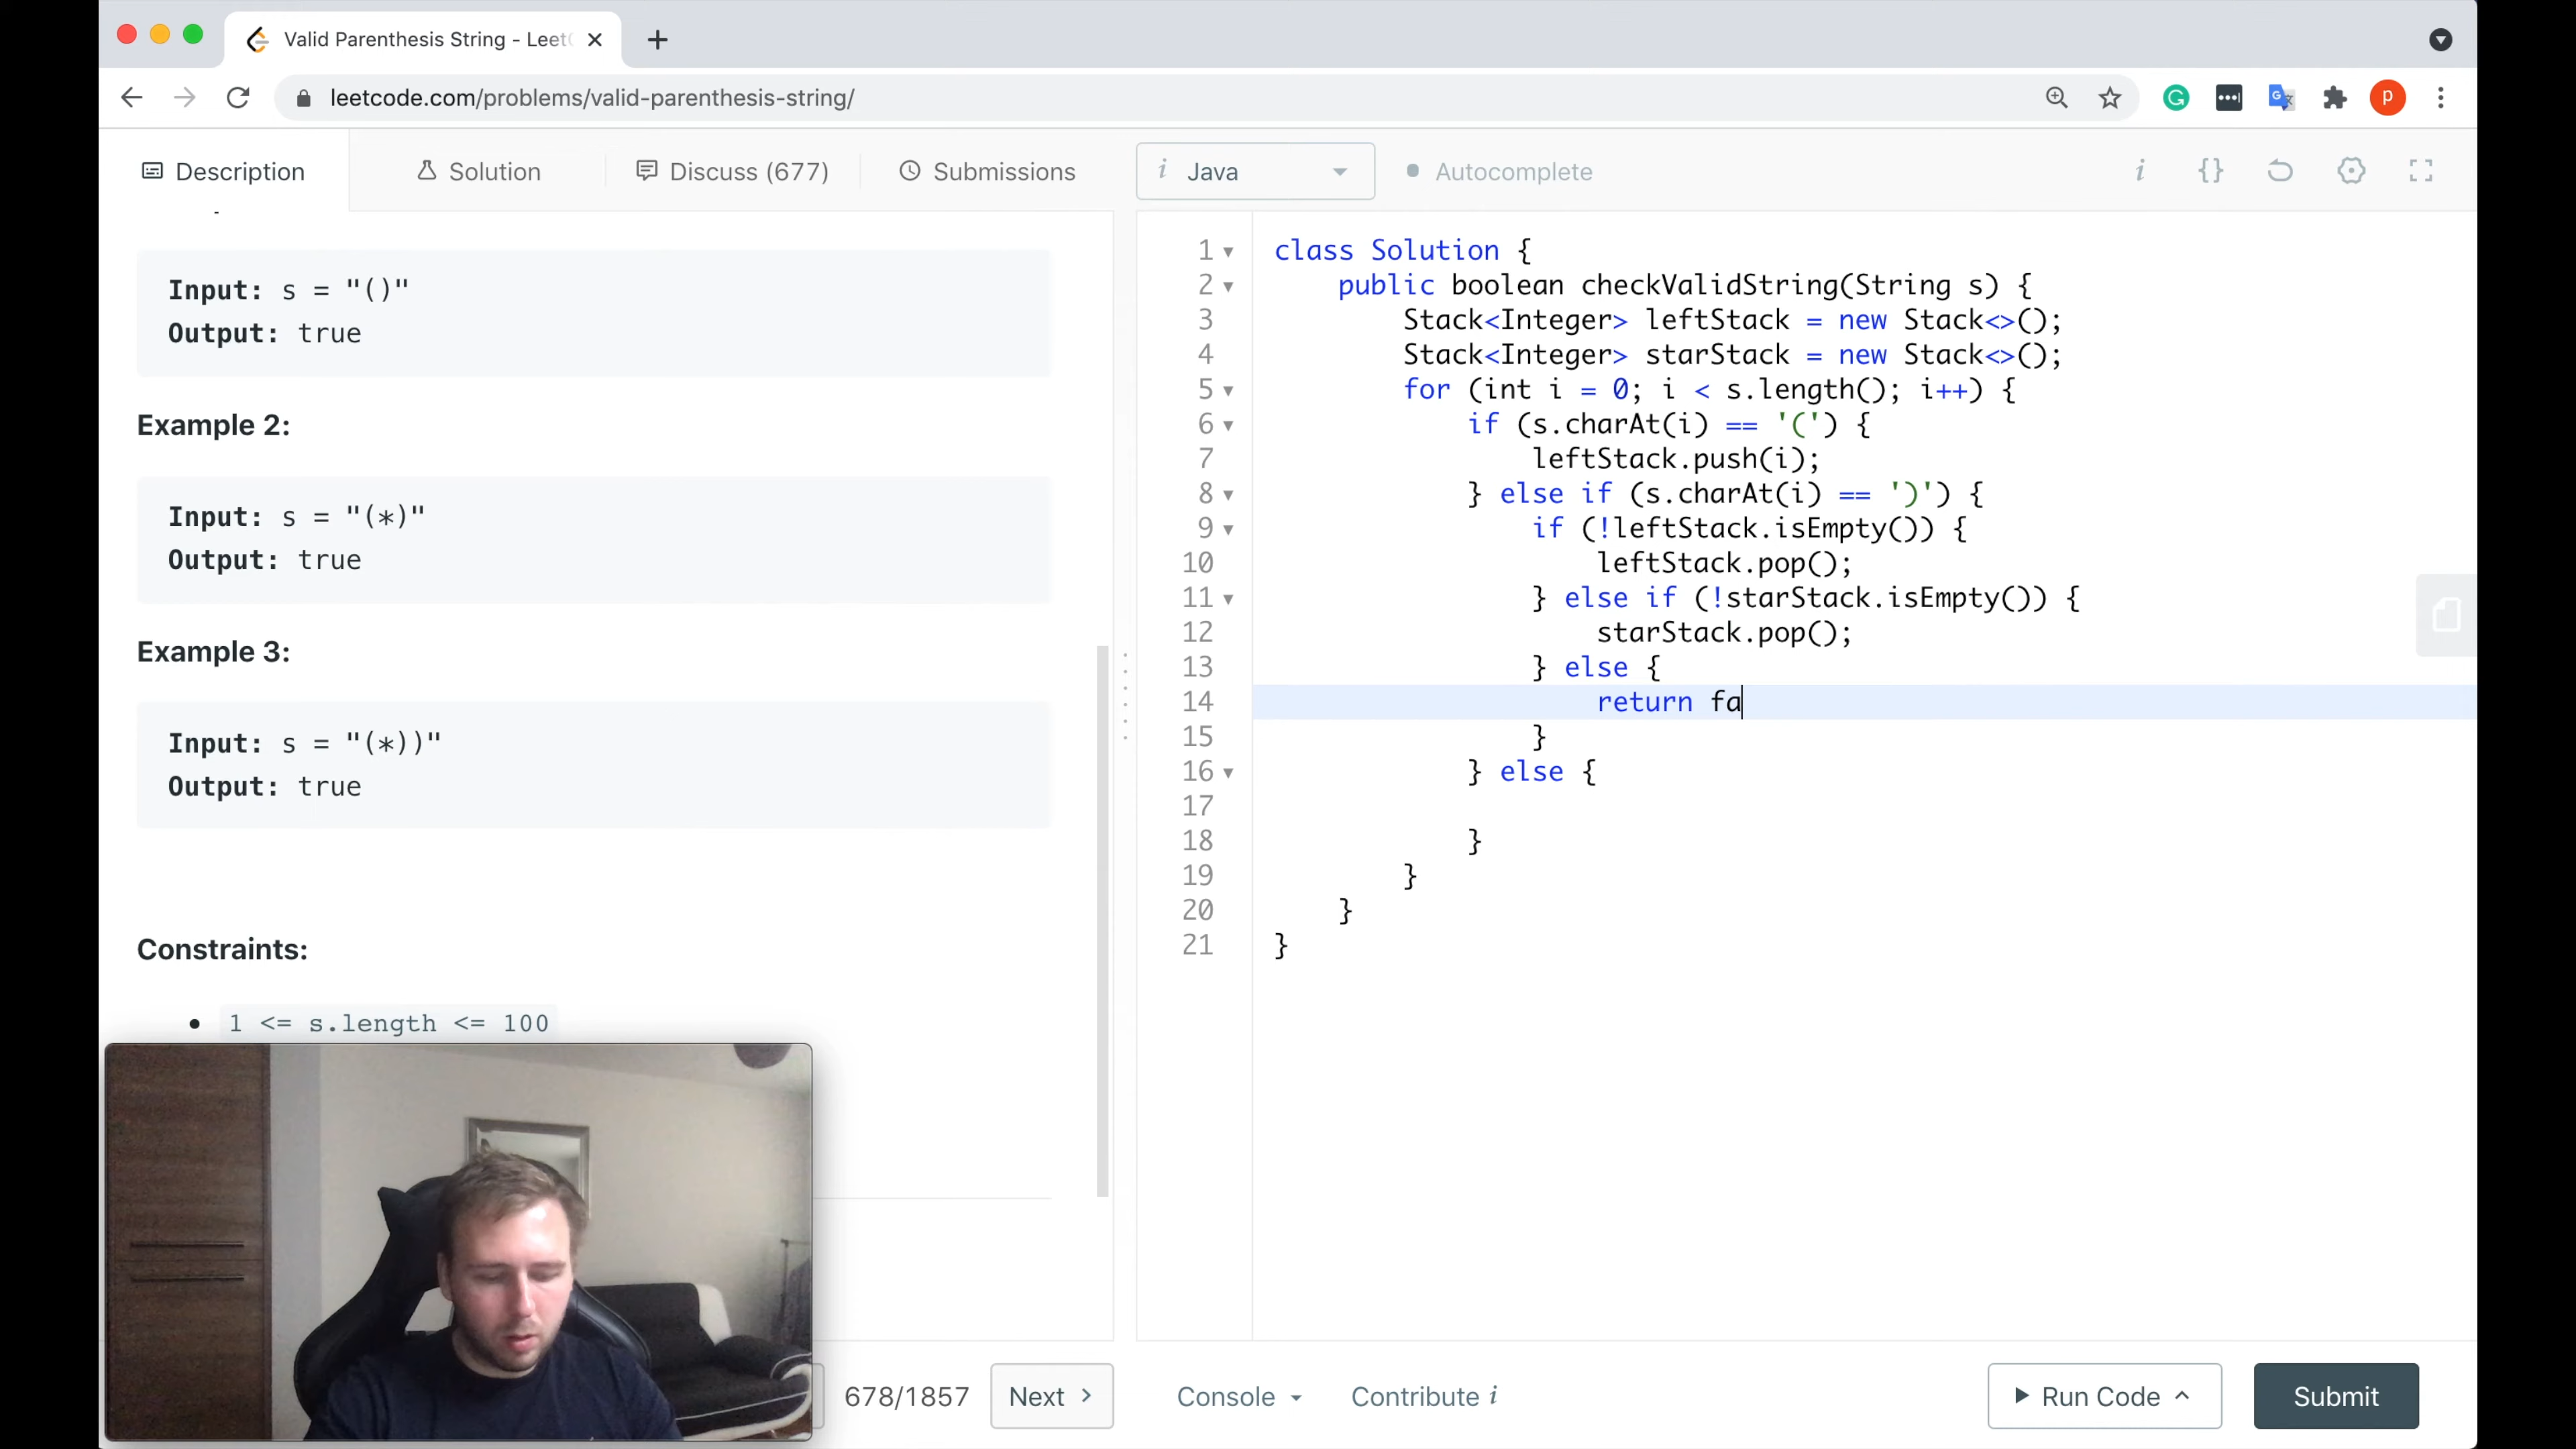 Valid Parenthesis String - Leet
leetcode.com/problems/valid-parenthesis-string/
P
Description
Solution
Discuss (677)
Submissions
i Java
Autocomplete
i {}
Input: s = "()"
Output: true
Example 2:
Input: s = "(*)"
Output: true
Example 3:
Input: s = "(*))"
Output: true
Constraints:
1 <= s.length <= 100
1 class Solution {
2 public boolean checkValidString(String s) {
3 Stack<Integer> leftStack = new Stack<>();
4 Stack<Integer> starStack = new Stack<>();
5 for (int i = 0; i < s.length(); i++) {
6 if (s.charAt(i) == '(') {
7 leftStack.push(i);
8 } else if (s.charAt(i) == ')') {
9 if (!leftStack.isEmpty()) {
10 leftStack.pop();
11 } else if (!starStack.isEmpty()) {
12 starStack.pop();
13 } else {
14 return fa
15 }
16 } else {
17
18 }
19 }
20 }
21 }
678/1857
Next >
Console
Contribute i
Run Code
Submit